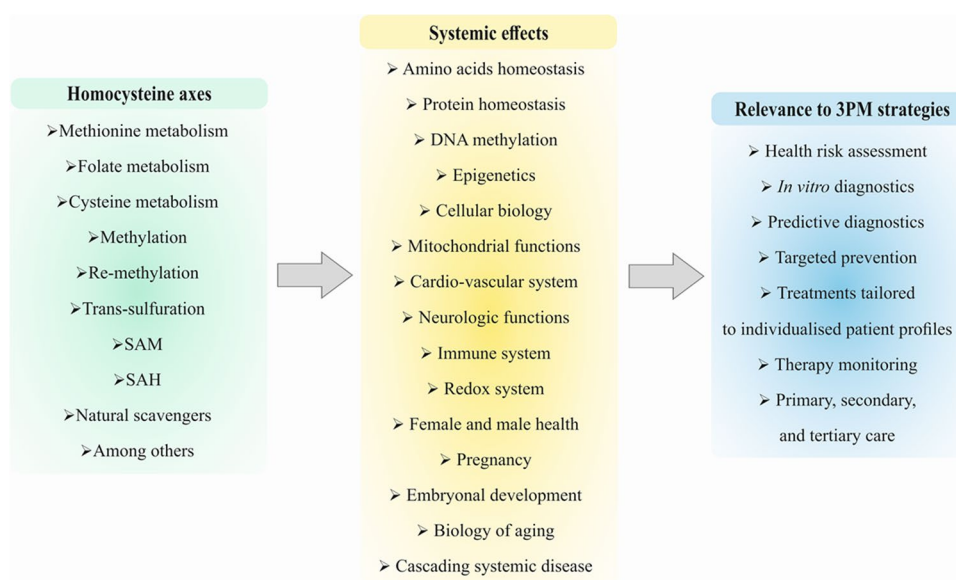 Homocysteine axes
➢Methionine metabolism
➢Folate metabolism
➢Cysteine metabolism
➢Methylation
➢Re-methylation
➢Trans-sulfuration
➢SAM
➢SAH
➢Natural scavengers
➢Among others
Systemic effects
➢ Amino acids homeostasis
➢ Protein homeostasis
➢ DNA methylation
➢ Epigenetics
➢ Cellular biology
➢ Mitochondrial functions
➢ Cardio-vascular system
➢ Neurologic functions
➢ Immune system
➢ Redox system
➢ Female and male health
➢ Pregnancy
➢ Embryonal development
➢ Biology of aging
➢ Cascading systemic disease
Relevance to 3PM strategies
➢ Health risk assessment
➢ In vitro diagnostics
➢ Predictive diagnostics
➢ Targeted prevention
➢ Treatments tailored
to individualised patient profiles
➢ Therapy monitoring
➢ Primary, secondary,
and tertiary care